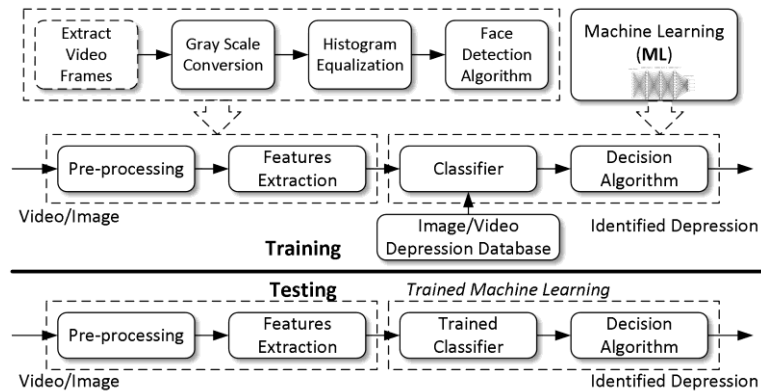 Extract
Video
Frames
Gray Scale
Conversion
Histogram
Equalization
Face
Detection
Algorithm
Machine Learning
(ML)
Pre-processing
Features
Extraction
Classifier
Decision
Algorithm
Video/Image
Image/Video
Depression Database
Identified Depression
Training
Testing
Trained Machine Learning
Pre-processing
Features
Extraction
Trained
Classifier
Decision
Algorithm
Video/Image
Identified Depression